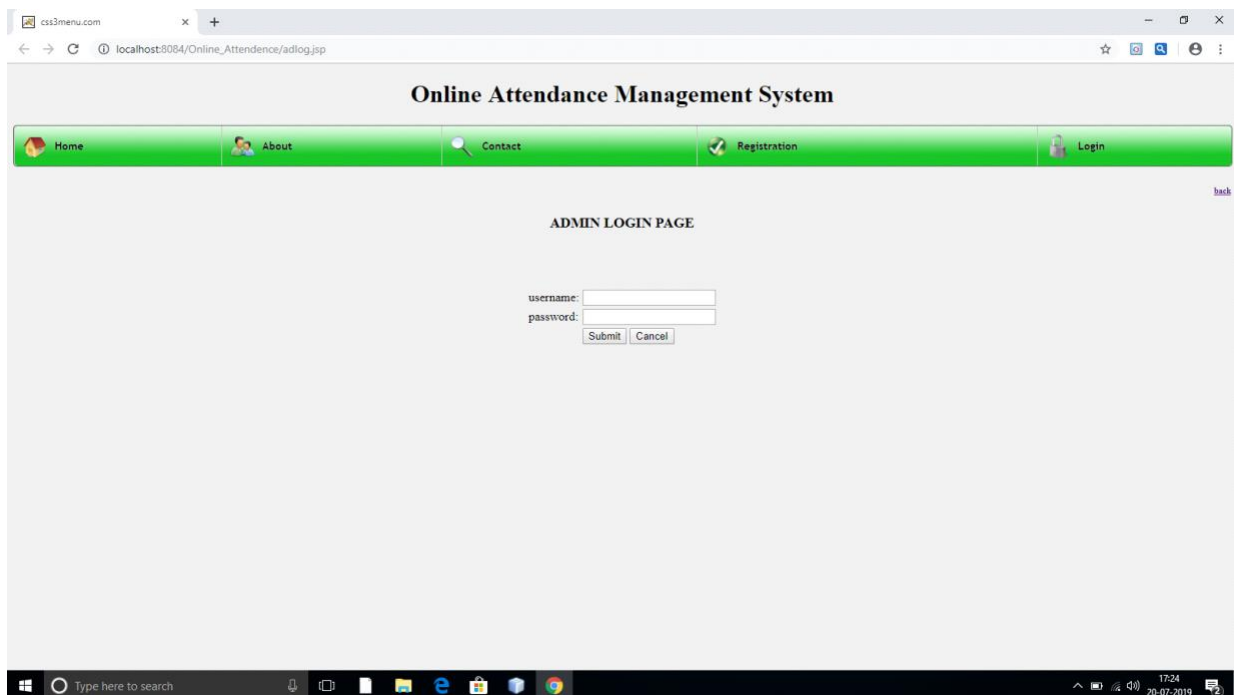 css3menu.com
localhost:8084/Online_Attendence/adlog.jsp
Online Attendance Management System
Home About Contact Registration Login
back
ADMIN LOGIN PAGE
username:
password:
Submit Cancel
Type here to search
17:24
20-07-2019
2